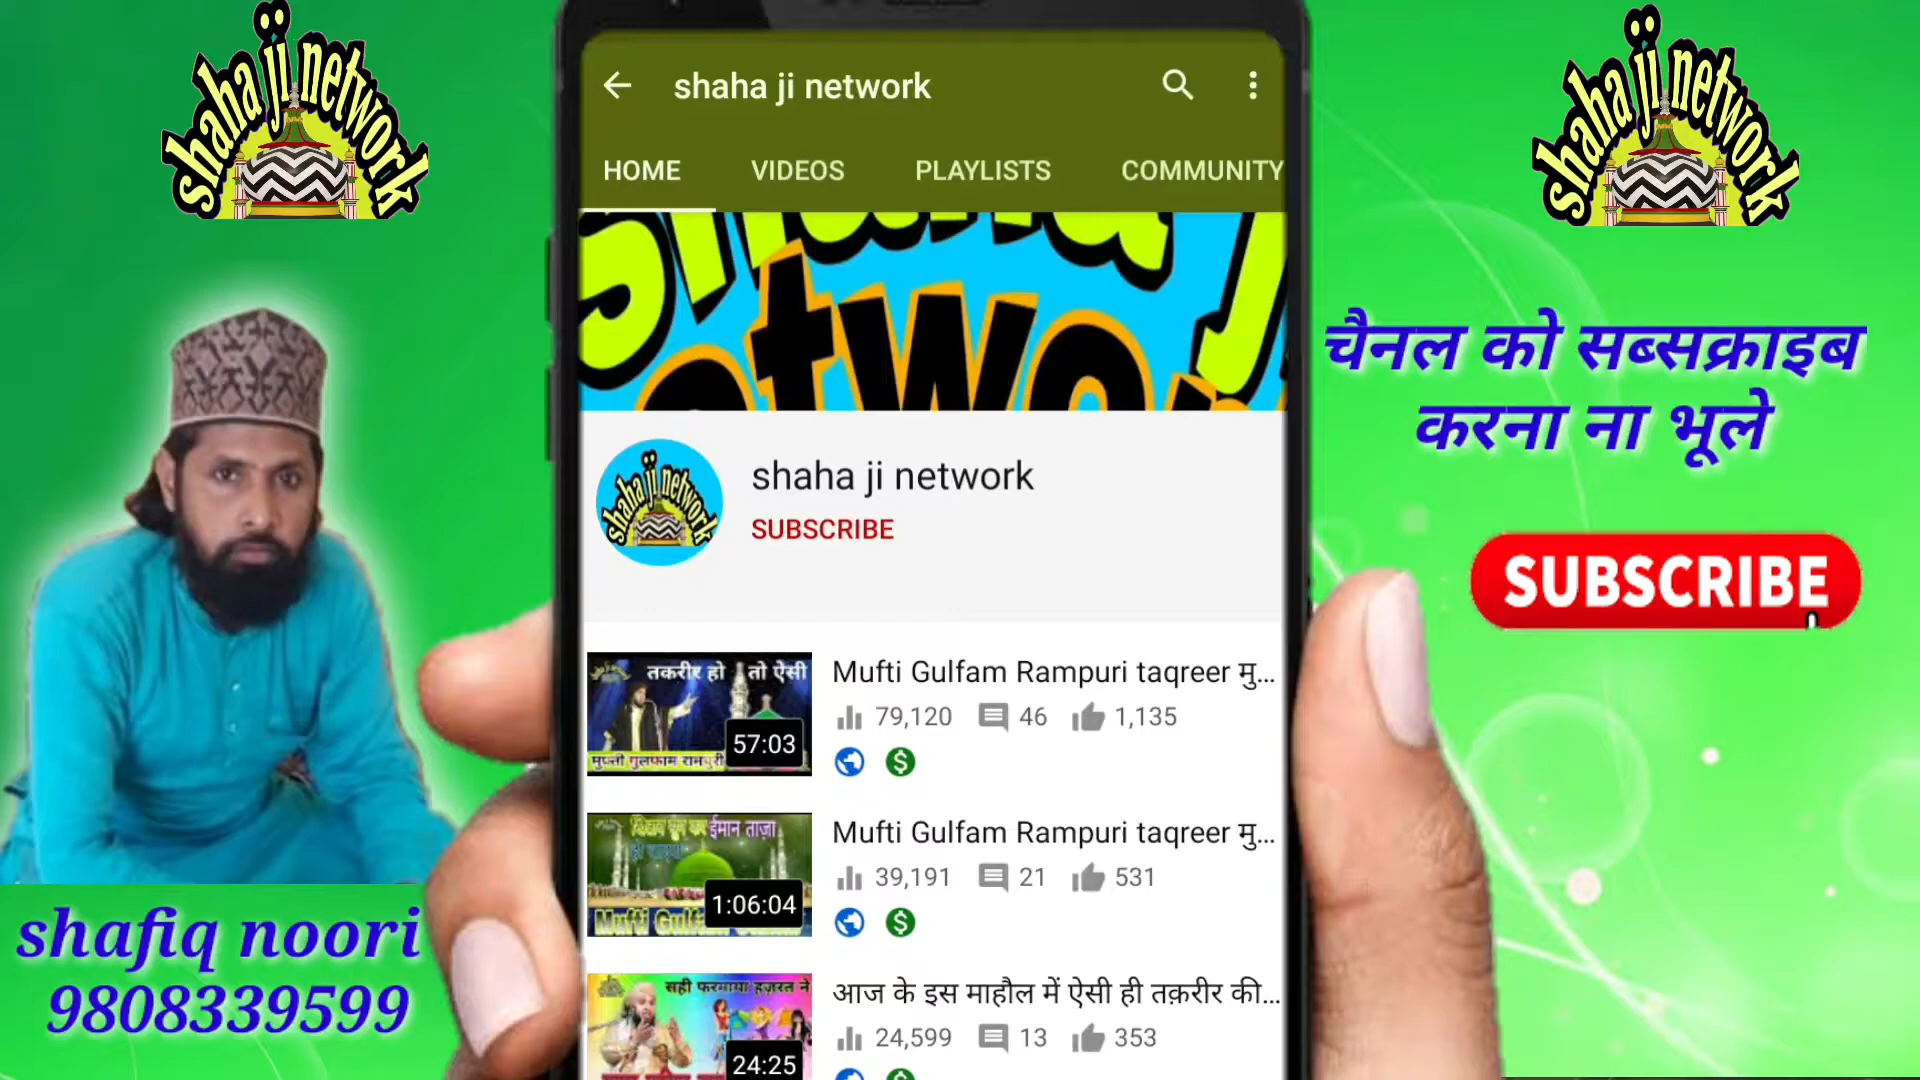 shaha ji network
shaha ji network
shaha ji network
HOME VIDEOS PLAYLISTS COMMUNITY
चैनल को सब्सक्राइब
करना ना भूले
shaha ji network
shaha ji network
SUBSCRIBE
SUBSCRIBE
तकरीर हो तो ऐसी
मुफ्ती गुलफाम रामपुरी
57:03
Mufti Gulfam Rampuri taqreer मु...
79,120 46 1,135
ईमान ताज़ा
1:06:04
Mufti
Mufti Gulfam Rampuri taqreer मु...
39,191 21 531
shafiq noori
9808339599
सही फरमाया हज़रत ने
24:25
आज के इस माहौल में ऐसी ही तक़रीर की...
24,599 13 353